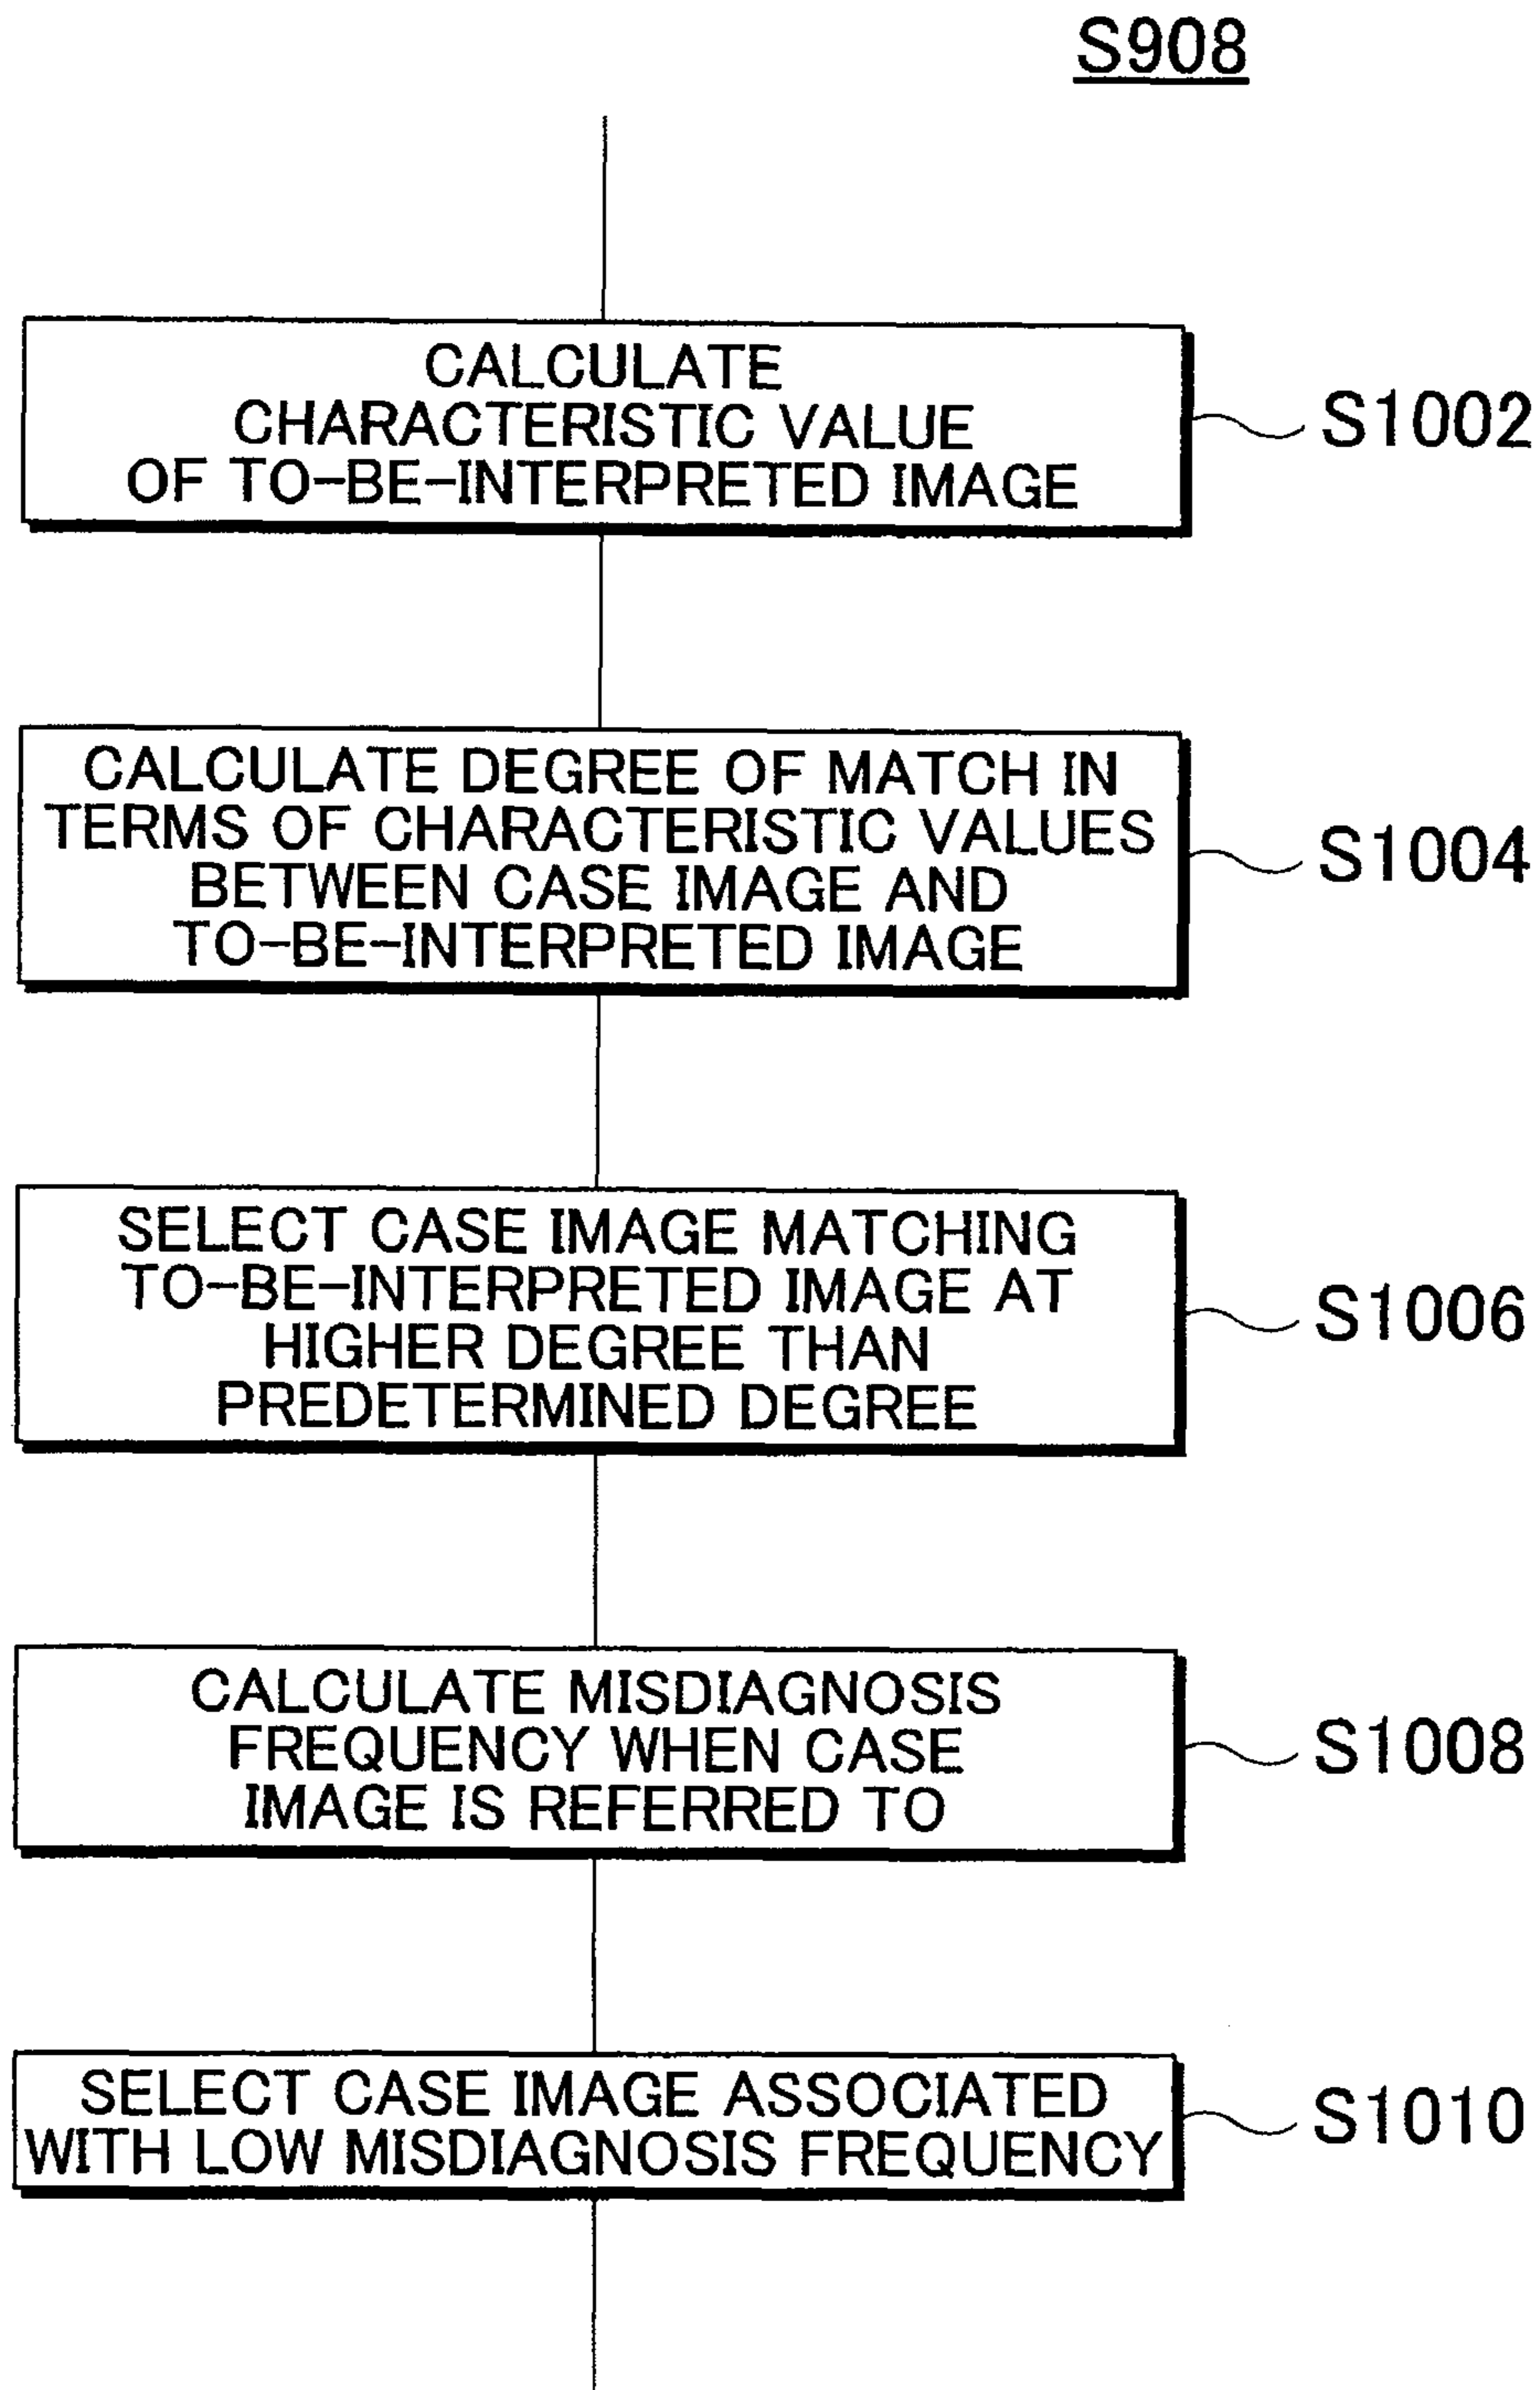 S908
CALCULATE
CHARACTERISTIC VALUE
OF TO-BE-INTERPRETED IMAGE
S1002
CALCULATE DEGREE OF MATCH IN
TERMS OF CHARACTERISTIC VALUES
BETWEEN CASE IMAGE AND
TO-BE-INTERPRETED IMAGE
S1004
SELECT CASE IMAGE MATCHING
TO-BE-INTERPRETED IMAGE AT
HIGHER DEGREE THAN
PREDETERMINED DEGREE
S1006
CALCULATE MISDIAGNOSIS
FREQUENCY WHEN CASE
IMAGE IS REFERRED TO
S1008
SELECT CASE IMAGE ASSOCIATED
WITH LOW MISDIAGNOSIS FREQUENCY
S1010